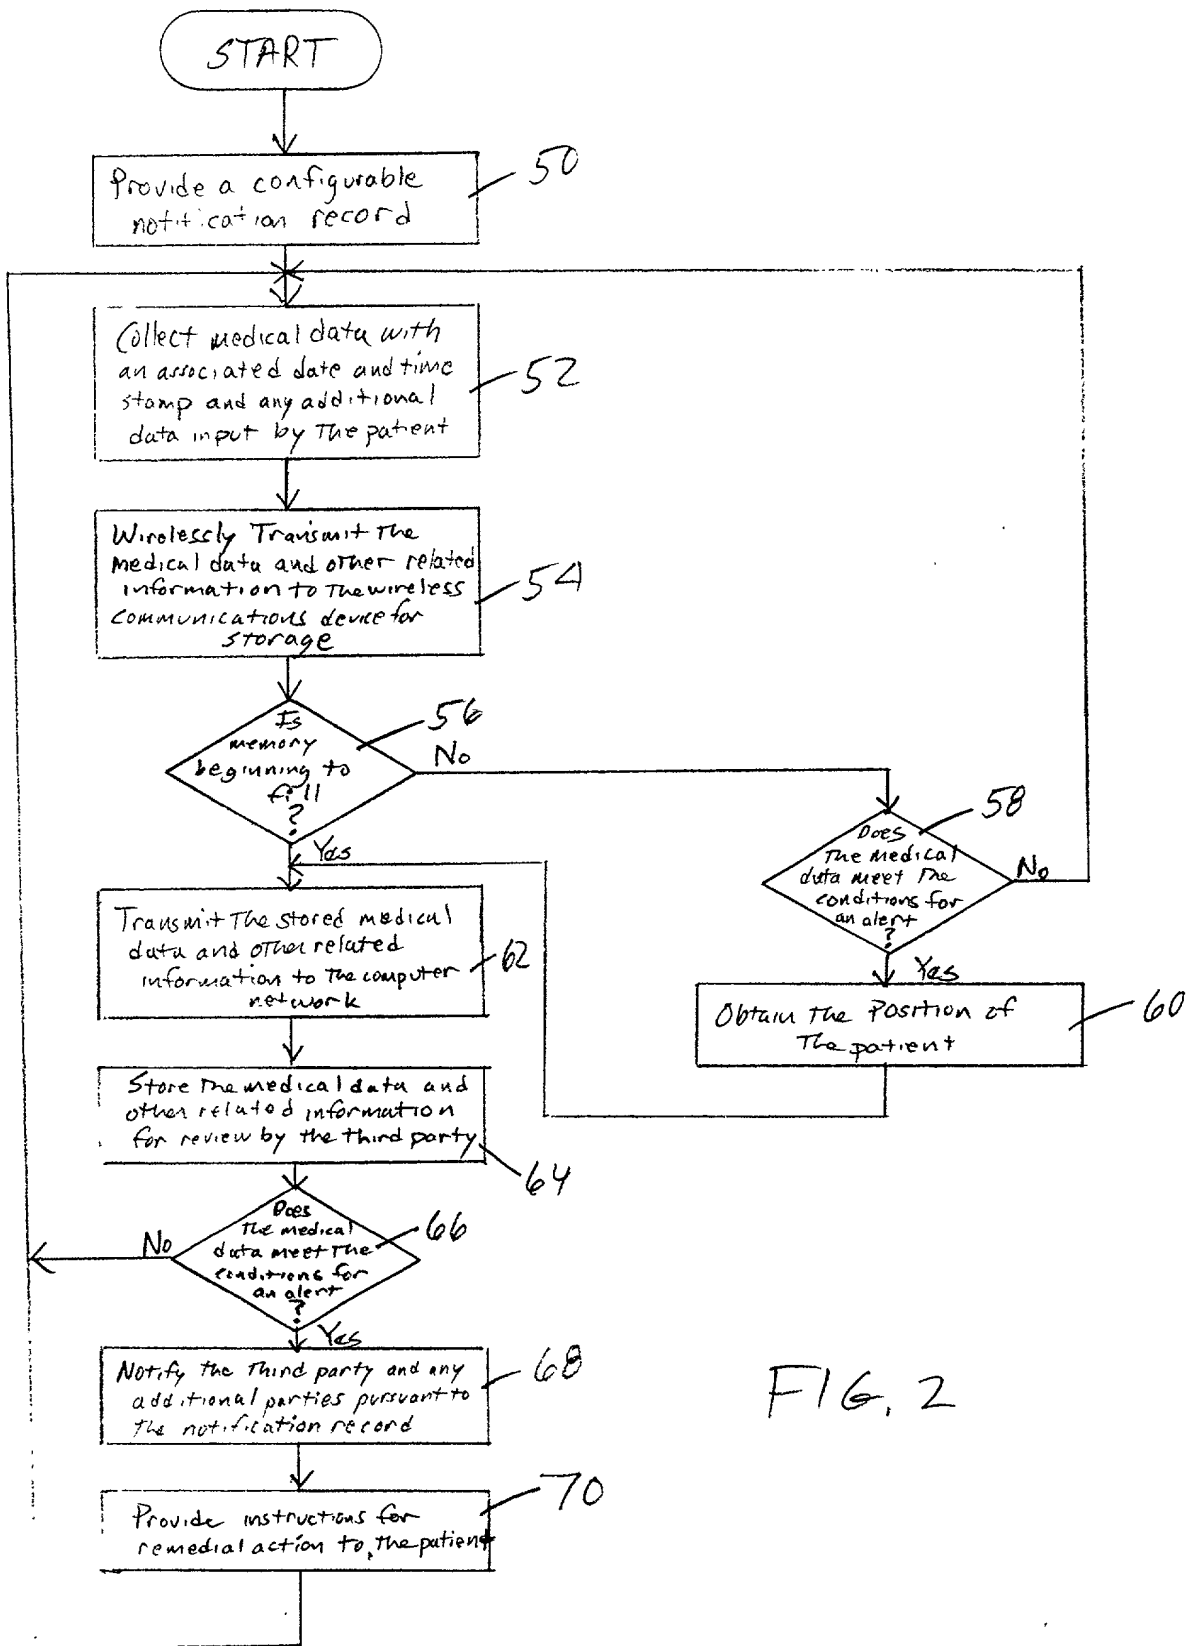 START
Provide a configurable
notification record
50
Collect medical data with
an associated date and time
stamp and any additional
data input by the patient
52
Wirelessly Transmit the
medical data and other related
information to the wireless
communications device for
storage
54
Is
memory
beginning to
fill
?
56
No
Yes
Does
the medical
data meet the
conditions for
an alert
?
58
No
Yes
Obtain the Position of
the patient
60
Transmit the stored medical
data and other related
information to the computer
network
62
Store the medical data and
other related information
for review by the third party
64
Does
the medical
data meet the
conditions for
an alert
?
66
No
Yes
Notify the third party and any
additional parties pursuant to
the notification record
68
Provide instructions for
remedial action to the patient
70
FIG. 2